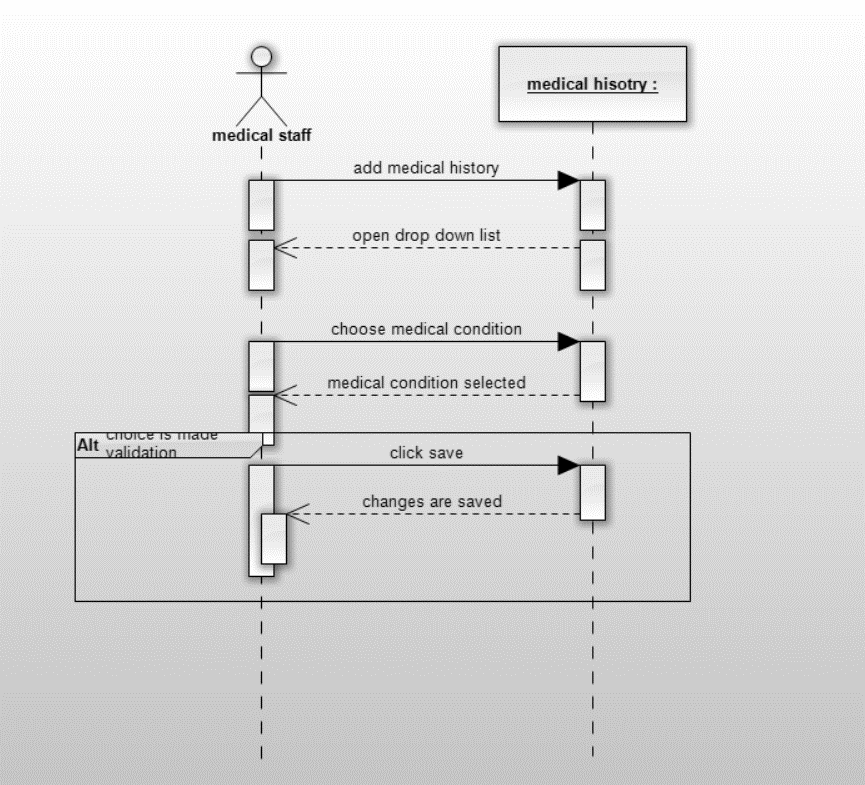 medical hisotry :
medical staff
add medical history
open drop down list
choose medical condition
medical condition selected
Alt choice is made
validation
click save
changes are saved